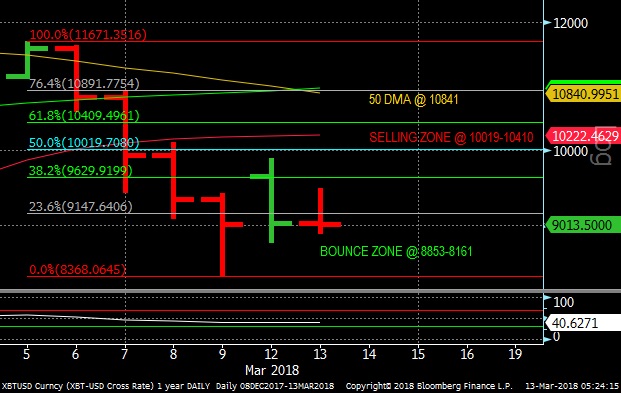 12000
100.0%(11671.3516)
76.4%(10891.7754)
10840.9951
50 DMA @ 10841
61.8%(10409.4961)
SELLING ZONE @ 10019-10410
10222.4629
50.0%(10019.7080)
10000
38.2%(9629.9199)
23.6%(9147.6406)
9013.5000
BOUNCE ZONE @ 8853-8161
0.0%(8368.0645)
100
40.6271
0
5 6 7 8 9 12 13 14 15 16 19
Mar 2018
XBTUSD Curncy (XBT-USD Cross Rate) 1 year DAILY Daily 08DEC2017-13MAR2018 Copyright© 2018 Bloomberg Finance L.P. 13-Mar-2018 05:24:15